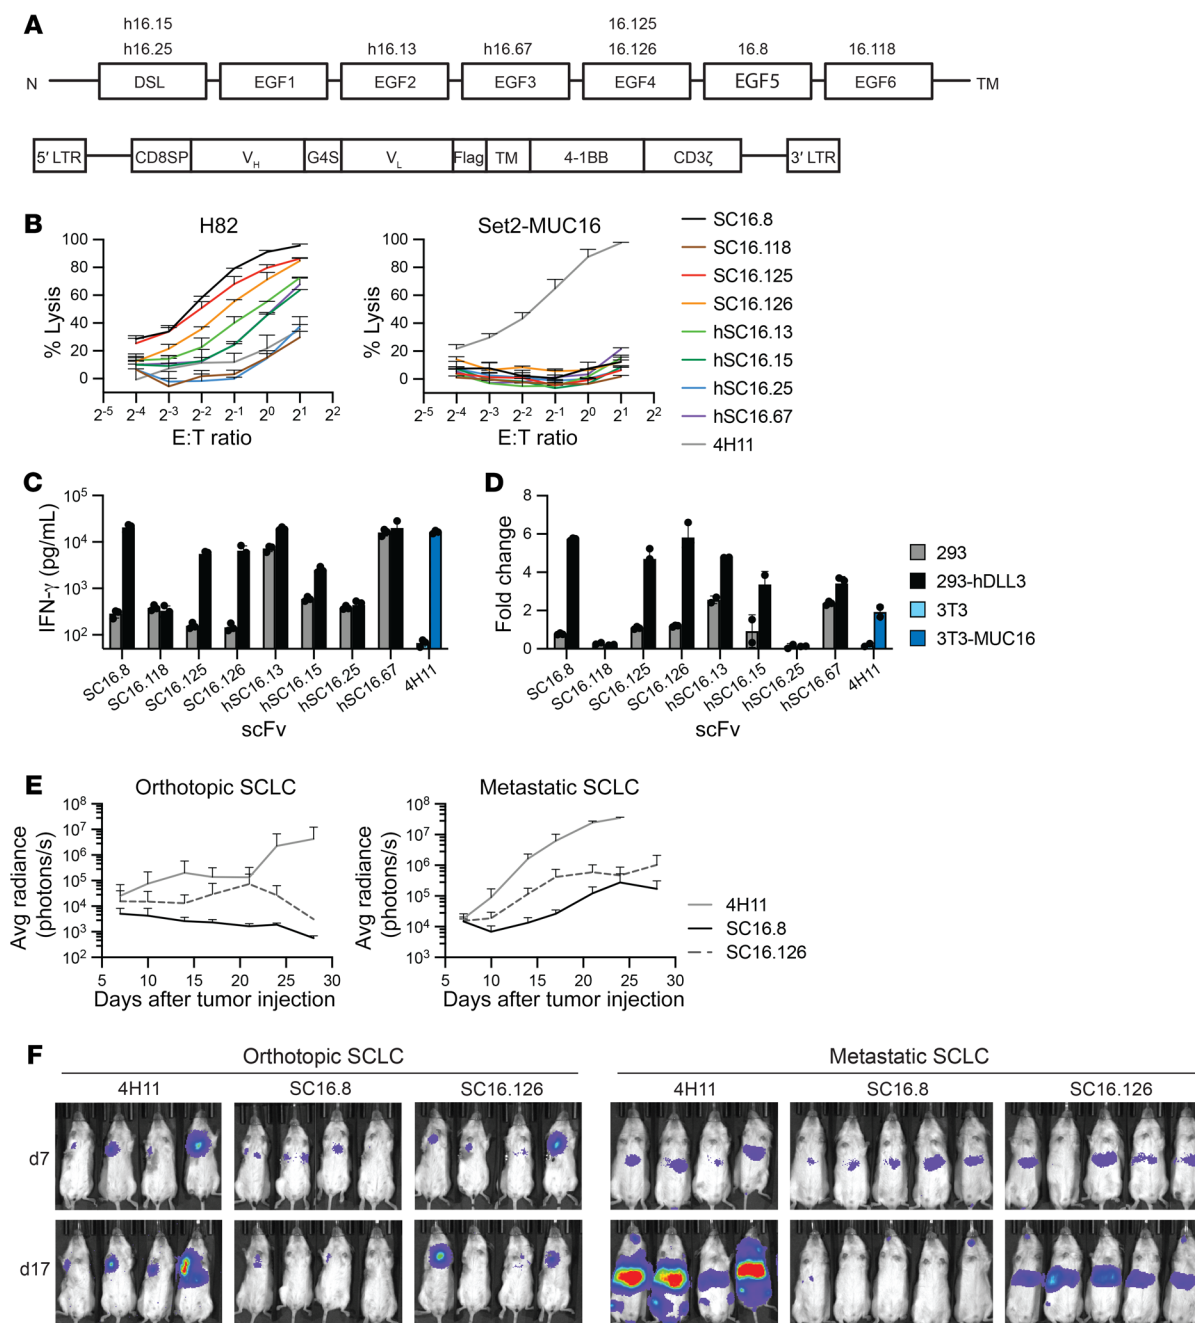 A
h16.15
h16.25
h16.13
h16.67
16.125
16.126
16.8
16.118
N
DSL
EGF1
EGF2
EGF3
EGF4
EGF5
EGF6
TM
5′ LTR
CD8SP
VH
G4S
VL
Flag
TM
4-1BB
CD3ζ
3′ LTR
B
H82
% Lysis
100
80
60
40
20
0
2⁻⁵ 2⁻⁴ 2⁻³ 2⁻² 2⁻¹ 2⁰ 2¹ 2²
E:T ratio
Set2-MUC16
% Lysis
100
80
60
40
20
0
2⁻⁵ 2⁻⁴ 2⁻³ 2⁻² 2⁻¹ 2⁰ 2¹ 2²
E:T ratio
SC16.8
SC16.118
SC16.125
SC16.126
hSC16.13
hSC16.15
hSC16.25
hSC16.67
4H11
C
IFN-γ (pg/mL)
10⁵
10⁴
10³
10²
SC16.8
SC16.118
SC16.125
SC16.126
hSC16.13
hSC16.15
hSC16.25
hSC16.67
4H11
scFv
D
Fold change
8
6
4
2
0
SC16.8
SC16.118
SC16.125
SC16.126
hSC16.13
hSC16.15
hSC16.25
hSC16.67
4H11
scFv
293
293-hDLL3
3T3
3T3-MUC16
E
Orthotopic SCLC
Avg radiance
(photons/s)
10⁸
10⁷
10⁶
10⁵
10⁴
10³
10²
5 10 15 20 25 30
Days after tumor injection
Metastatic SCLC
Avg radiance
(photons/s)
10⁸
10⁷
10⁶
10⁵
10⁴
10³
5 10 15 20 25 30
Days after tumor injection
4H11
SC16.8
SC16.126
F
Orthotopic SCLC
Metastatic SCLC
4H11
SC16.8
SC16.126
4H11
SC16.8
SC16.126
d7
d17